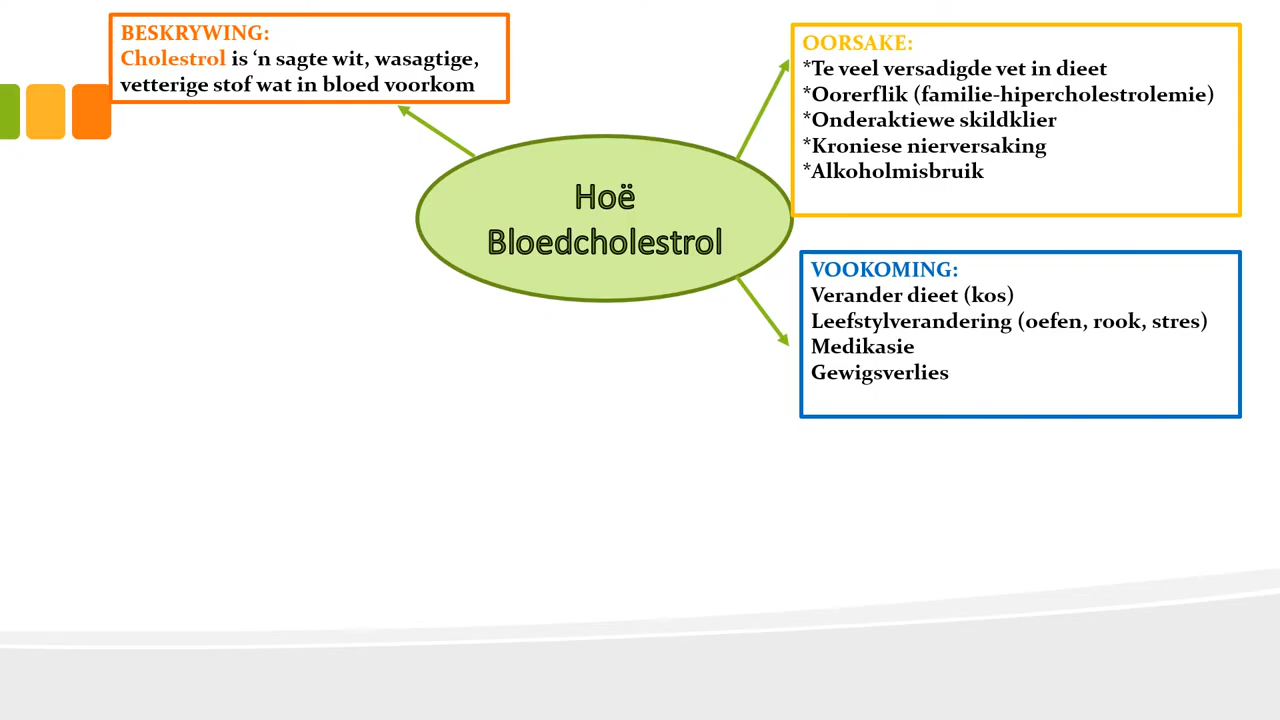 BESKRYWING:
Cholestrol is ‘n sagte wit, wasagtige,
vetterige stof wat in bloed voorkom
Hoë
Bloedcholestrol
OORSAKE:
*Te veel versadigde vet in dieet
*Oorerflik (familie-hipercholestrolemie)
*Onderaktiewe skildklier
*Kroniese nierversaking
*Alkoholmisbruik
VOOKOMING:
Verander dieet (kos)
Leefstylverandering (oefen, rook, stres)
Medikasie
Gewigsverlies